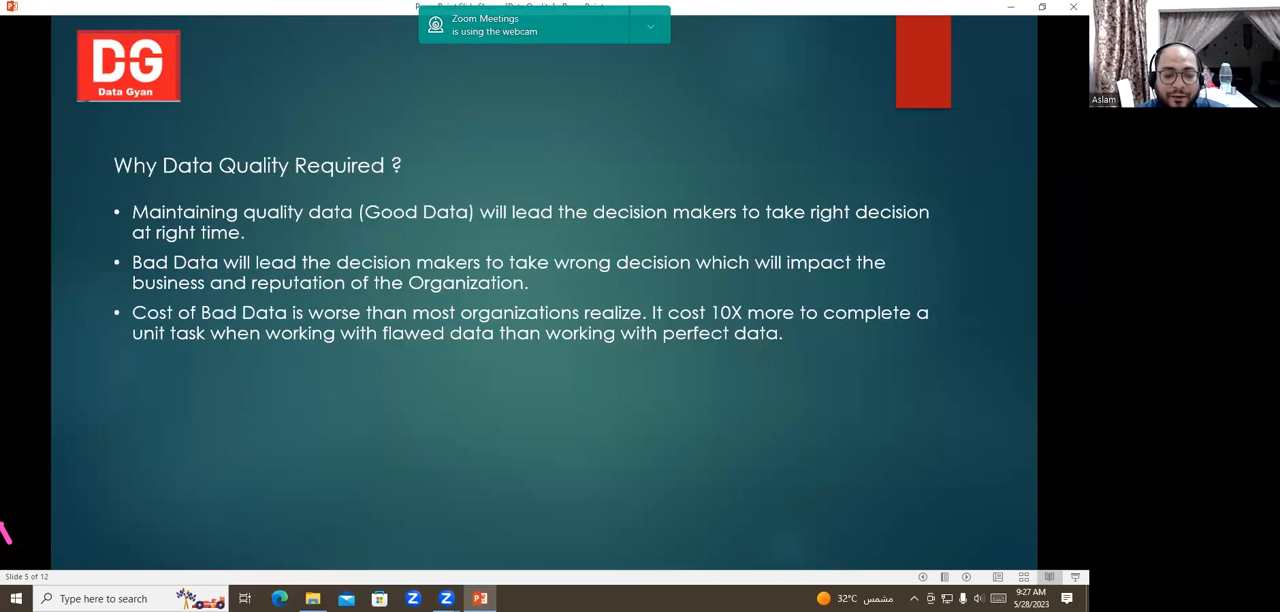 Zoom Meetings
is using the webcam
DG
Data Gyan
Aslam
Why Data Quality Required ?
• Maintaining quality data (Good Data) will lead the decision makers to take right decision
at right time.
• Bad Data will lead the decision makers to take wrong decision which will impact the
business and reputation of the Organization.
• Cost of Bad Data is worse than most organizations realize. It cost 10X more to complete a
unit task when working with flawed data than working with perfect data.
Slide 5 of 12
Type here to search
32°C مشمس
9:27 AM
5/28/2023